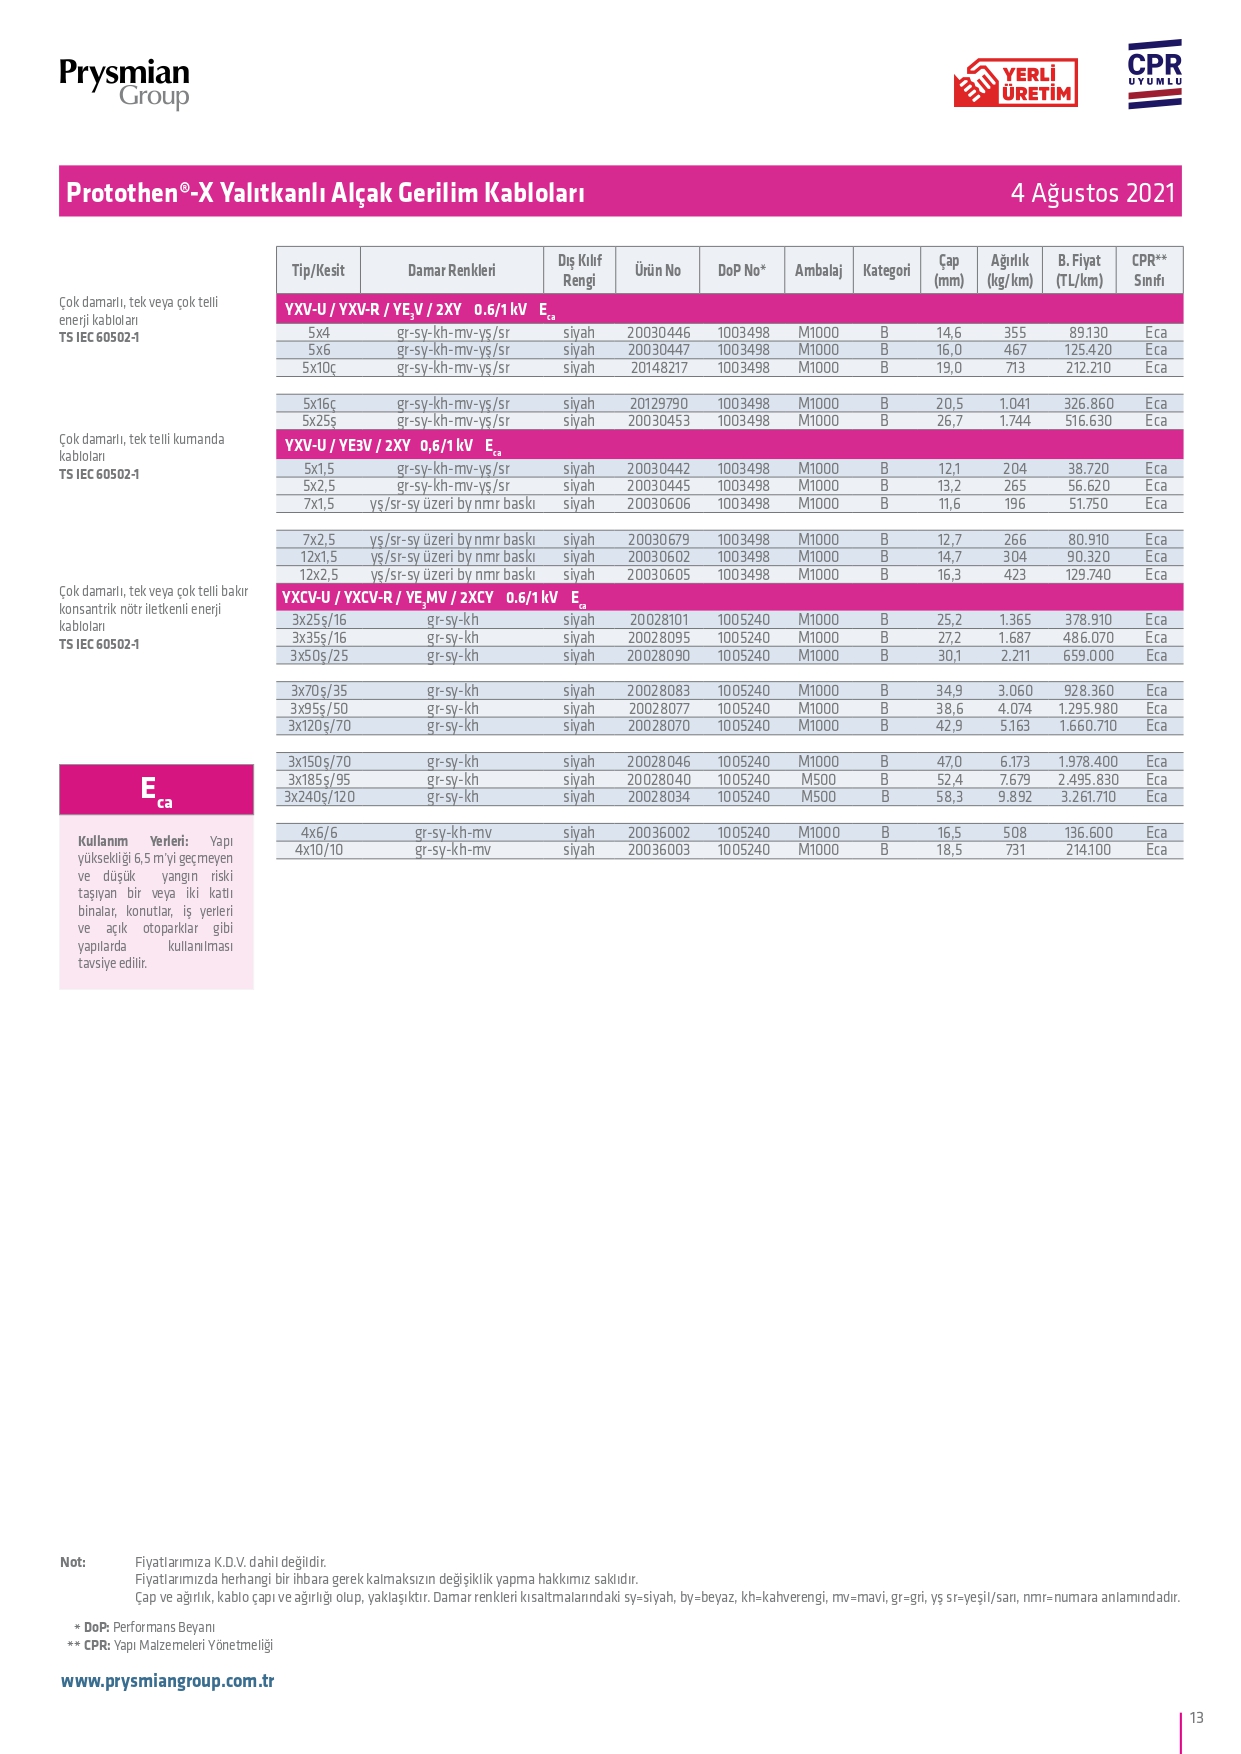 Prysmian
Group
YERLİ
ÜRETİM
CPR
UYUMLU
Protothen®-X Yalıtkanlı Alçak Gerilim Kabloları 4 Ağustos 2021
Tip/Kesit Damar Renkleri Dış Kılıf Rengi Ürün No DoP No* Ambalaj Kategori Çap (mm) Ağırlık (kg/km) B. Fiyat (TL/km) CPR** Sınıfı
Çok damarlı, tek veya çok telli
enerji kabloları
TS IEC 60502-1
YXV-U / YXV-R / YE3V / 2XY 0.6/1 kV Eca
5x4 gr-sy-kh-mv-yş/sr siyah 20030446 1003498 M1000 B 14,6 355 89.130 Eca
5x6 gr-sy-kh-mv-yş/sr siyah 20030447 1003498 M1000 B 16,0 467 125.420 Eca
5x10ç gr-sy-kh-mv-yş/sr siyah 20148217 1003498 M1000 B 19,0 713 212.210 Eca
5x16ç gr-sy-kh-mv-yş/sr siyah 20129790 1003498 M1000 B 20,5 1.041 326.860 Eca
5x25ş gr-sy-kh-mv-yş/sr siyah 20030453 1003498 M1000 B 26,7 1.744 516.630 Eca
Çok damarlı, tek telli kumanda
kabloları
TS IEC 60502-1
YXV-U / YE3V / 2XY 0,6/1 kV Eca
5x1,5 gr-sy-kh-mv-yş/sr siyah 20030442 1003498 M1000 B 12,1 204 38.720 Eca
5x2,5 gr-sy-kh-mv-yş/sr siyah 20030445 1003498 M1000 B 13,2 265 56.620 Eca
7x1,5 yş/sr-sy üzeri by nmr baskı siyah 20030606 1003498 M1000 B 11,6 196 51.750 Eca
7x2,5 yş/sr-sy üzeri by nmr baskı siyah 20030679 1003498 M1000 B 12,7 266 80.910 Eca
12x1,5 yş/sr-sy üzeri by nmr baskı siyah 20030602 1003498 M1000 B 14,7 304 90.320 Eca
12x2,5 yş/sr-sy üzeri by nmr baskı siyah 20030605 1003498 M1000 B 16,3 423 129.740 Eca
Çok damarlı, tek veya çok telli bakır
konsantrik nötr iletkenli enerji
kabloları
TS IEC 60502-1
YXCV-U / YXCV-R / YE3MV / 2XCY 0.6/1 kV Eca
3x25ş/16 gr-sy-kh siyah 20028101 1005240 M1000 B 25,2 1.365 378.910 Eca
3x35ş/16 gr-sy-kh siyah 20028095 1005240 M1000 B 27,2 1.687 486.070 Eca
3x50ş/25 gr-sy-kh siyah 20028090 1005240 M1000 B 30,1 2.211 659.000 Eca
3x70ş/35 gr-sy-kh siyah 20028083 1005240 M1000 B 34,9 3.060 928.360 Eca
3x95ş/50 gr-sy-kh siyah 20028077 1005240 M1000 B 38,6 4.074 1.295.980 Eca
3x120ş/70 gr-sy-kh siyah 20028070 1005240 M1000 B 42,9 5.163 1.660.710 Eca
3x150ş/70 gr-sy-kh siyah 20028046 1005240 M1000 B 47,0 6.173 1.978.400 Eca
3x185ş/95 gr-sy-kh siyah 20028040 1005240 M500 B 52,4 7.679 2.495.830 Eca
3x240ş/120 gr-sy-kh siyah 20028034 1005240 M500 B 58,3 9.892 3.261.710 Eca
4x6/6 gr-sy-kh-mv siyah 20036002 1005240 M1000 B 16,5 508 136.600 Eca
4x10/10 gr-sy-kh-mv siyah 20036003 1005240 M1000 B 18,5 731 214.100 Eca
Eca
Kullanım Yerleri: Yapı
yüksekliği 6,5 m'yi geçmeyen
ve düşük yangın riski
taşıyan bir veya iki katlı
binalar, konutlar, iş yerleri
ve açık otoparklar gibi
yapılarda kullanılması
tavsiye edilir.
Not: Fiyatlarımıza K.D.V. dahil değildir.
Fiyatlarımızda herhangi bir ihbara gerek kalmaksızın değişiklik yapma hakkımız saklıdır.
Çap ve ağırlık, kablo çapı ve ağırlığı olup, yaklaşıktır. Damar renkleri kısaltmalarındaki sy=siyah, by=beyaz, kh=kahverengi, mv=mavi, gr=gri, yş sr=yeşil/sarı, nmr=numara anlamındadır.
* DoP: Performans Beyanı
** CPR: Yapı Malzemeleri Yönetmeliği
www.prysmiangroup.com.tr
13